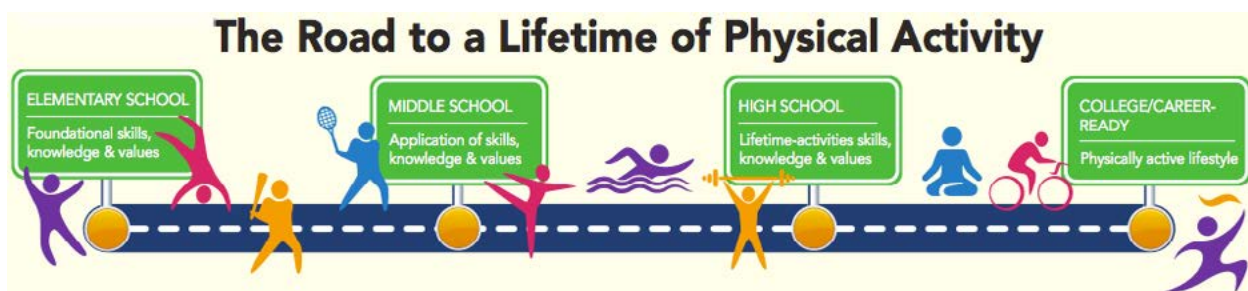 The Road to a Lifetime of Physical Activity
ELEMENTARY SCHOOL
Foundational skills,
knowledge & values
MIDDLE SCHOOL
Application of skills,
knowledge & values
HIGH SCHOOL
Lifetime-activities skills,
knowledge & values
COLLEGE/CAREER-
READY
Physically active lifestyle